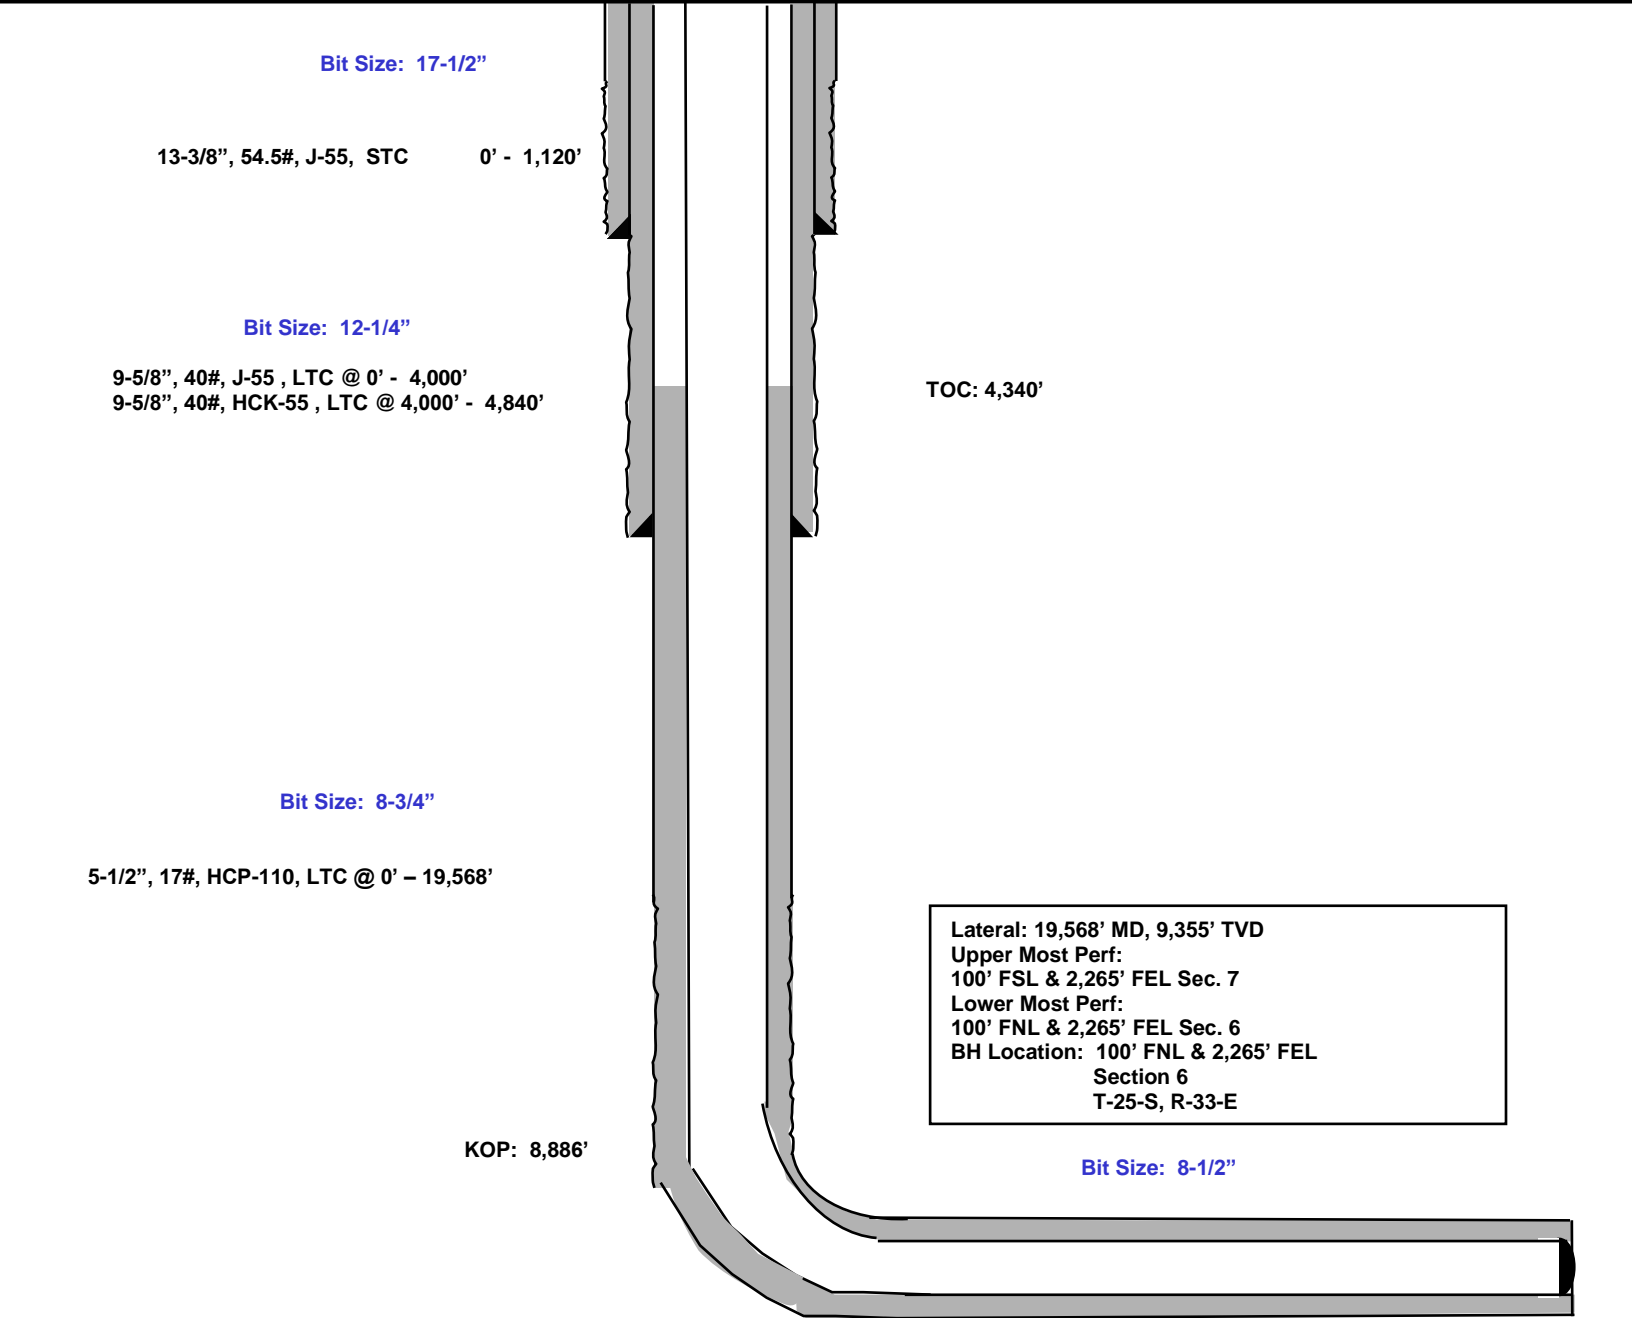 Bit Size: 17-1/2”
13-3/8”, 54.5#, J-55, STC 0’ - 1,120’
Bit Size: 12-1/4”
9-5/8”, 40#, J-55 , LTC @ 0’ - 4,000’
9-5/8”, 40#, HCK-55 , LTC @ 4,000’ - 4,840’
TOC: 4,340’
Bit Size: 8-3/4”
5-1/2”, 17#, HCP-110, LTC @ 0’ – 19,568’
Lateral: 19,568’ MD, 9,355’ TVD
Upper Most Perf:
100’ FSL & 2,265’ FEL Sec. 7
Lower Most Perf:
100’ FNL & 2,265’ FEL Sec. 6
BH Location: 100’ FNL & 2,265’ FEL
Section 6
T-25-S, R-33-E
KOP: 8,886’
Bit Size: 8-1/2”